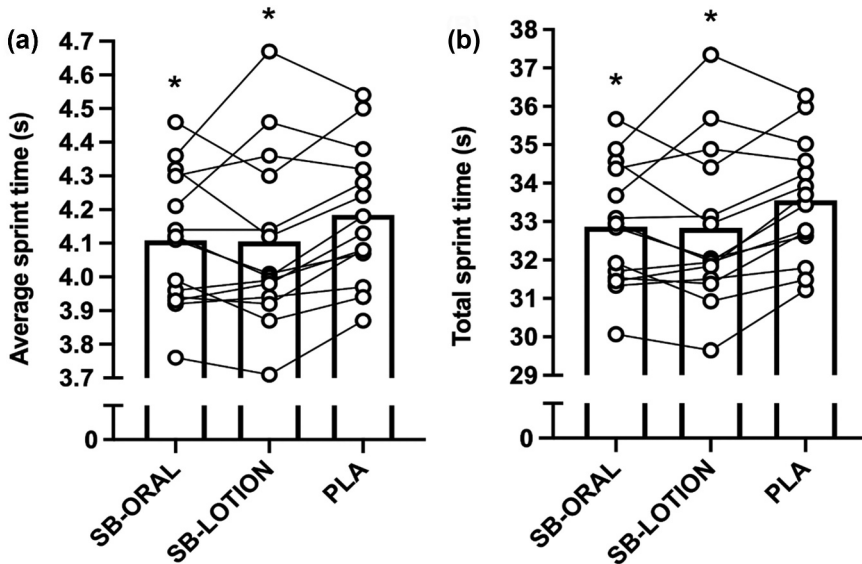 (a)
Average sprint time (s)
4.7
4.6
4.5
4.4
4.3
4.2
4.1
4.0
3.9
3.8
3.7
0
*
*
SB-ORAL
SB-LOTION
PLA
(b)
Total sprint time (s)
38
37
36
35
34
33
32
31
30
29
0
*
*
SB-ORAL
SB-LOTION
PLA